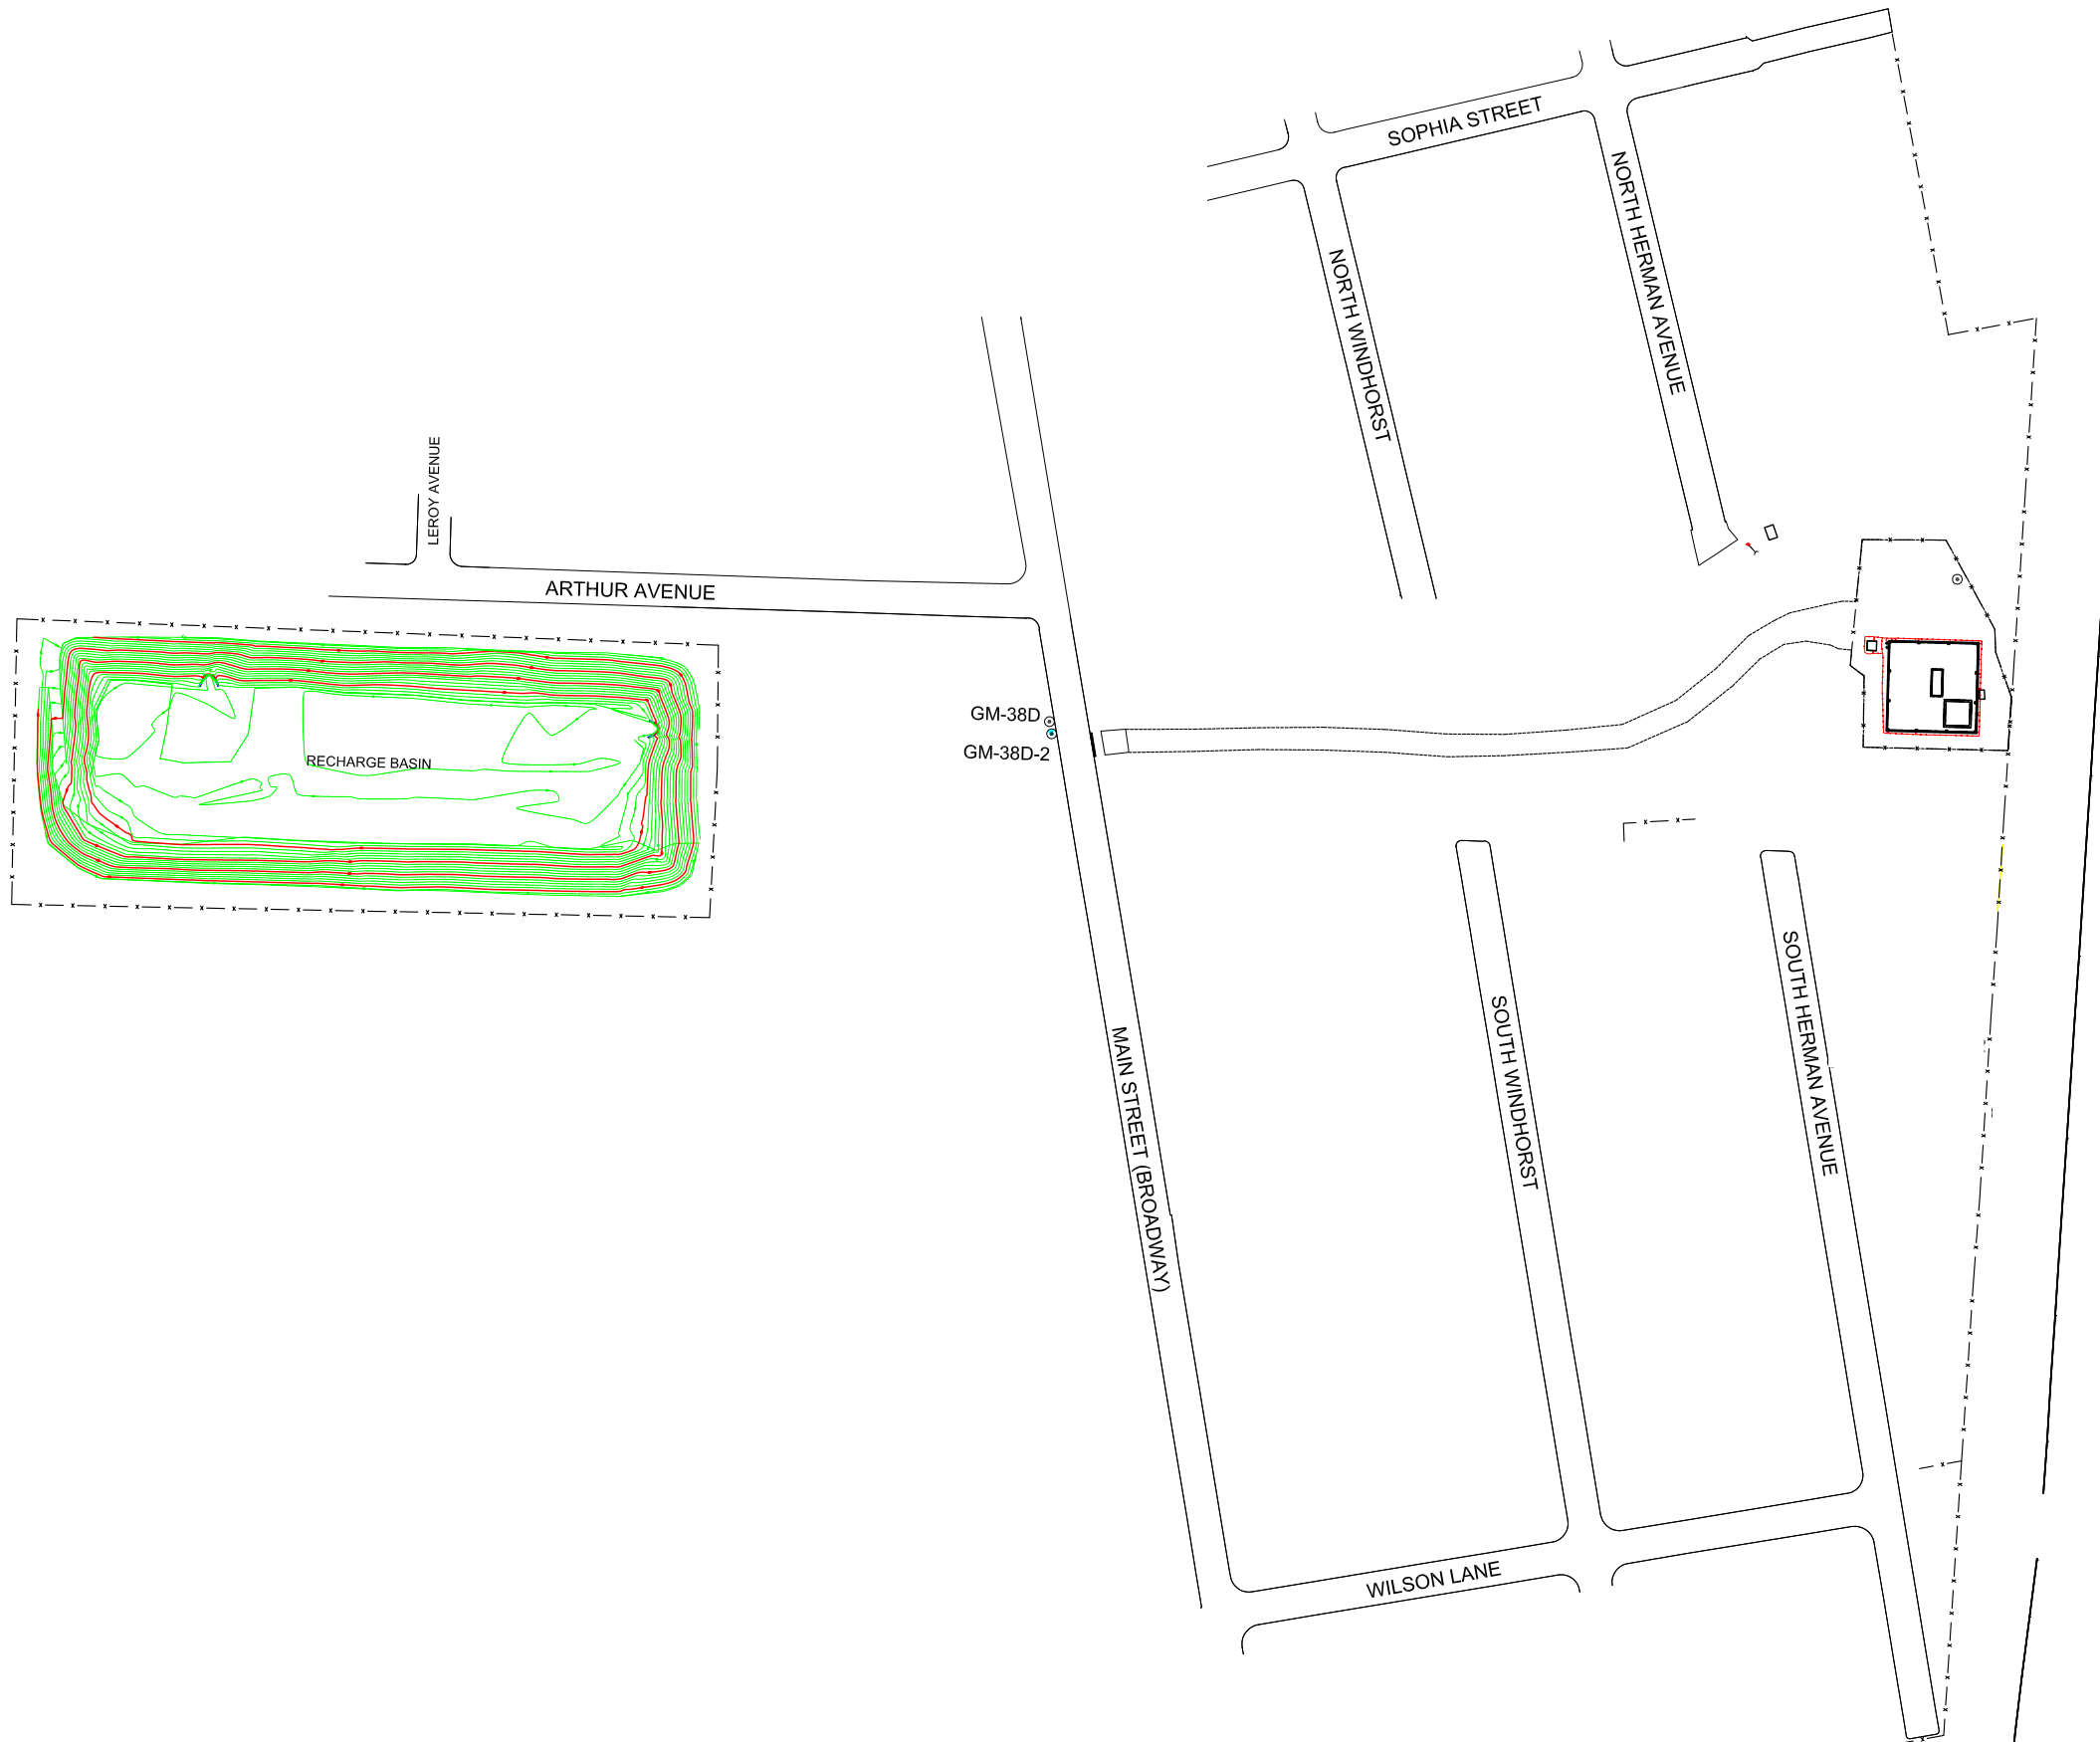 SOPHIA STREET
NORTH HERMAN AVENUE
NORTH WINDHORST
LEROY AVENUE
ARTHUR AVENUE
GM-38D
GM-38D-2
RECHARGE BASIN
SOUTH HERMAN AVENUE
SOUTH WINDHORST
MAIN STREET (BROADWAY)
WILSON LANE